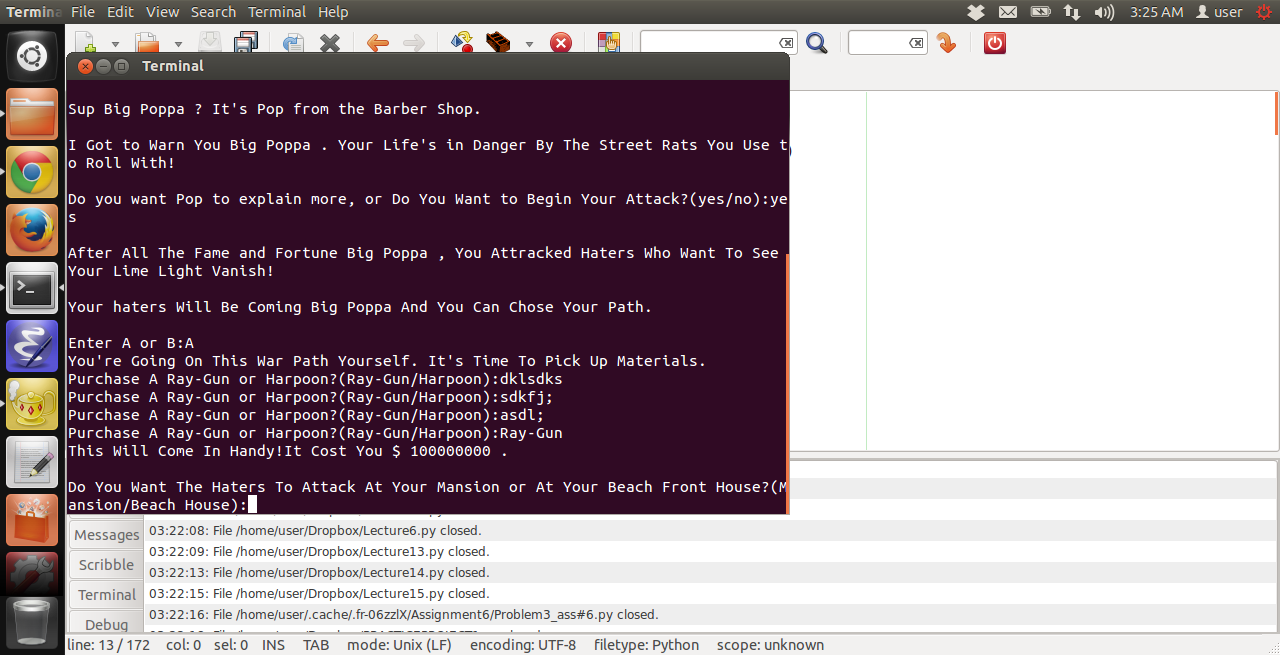 Termina File Edit View Search Terminal Help 3:25 AM user
Terminal
Sup Big Poppa ? It's Pop from the Barber Shop.
I Got to Warn You Big Poppa . Your Life's in Danger By The Street Rats You Use t
o Roll With!
Do you want Pop to explain more, or Do You Want to Begin Your Attack?(yes/no):ye
s
After All The Fame and Fortune Big Poppa , You Attracked Haters Who Want To See
Your Lime Light Vanish!
Your haters Will Be Coming Big Poppa And You Can Chose Your Path.
Enter A or B:A
You're Going On This War Path Yourself. It's Time To Pick Up Materials.
Purchase A Ray-Gun or Harpoon?(Ray-Gun/Harpoon):dklsdks
Purchase A Ray-Gun or Harpoon?(Ray-Gun/Harpoon):sdkfj;
Purchase A Ray-Gun or Harpoon?(Ray-Gun/Harpoon):asdl;
Purchase A Ray-Gun or Harpoon?(Ray-Gun/Harpoon):Ray-Gun
This Will Come In Handy!It Cost You $ 100000000 .
Do You Want The Haters To Attack At Your Mansion or At Your Beach Front House?(M
ansion/Beach House):
Messages
03:22:08: File /home/user/Dropbox/Lecture6.py closed.
03:22:09: File /home/user/Dropbox/Lecture13.py closed.
Scribble
03:22:13: File /home/user/Dropbox/Lecture14.py closed.
Terminal
03:22:15: File /home/user/Dropbox/Lecture15.py closed.
03:22:16: File /home/user/.cache/.fr-06zzlX/Assignment6/Problem3_ass#6.py closed.
Debug
line: 13 / 172 col: 0 sel: 0 INS TAB mode: Unix (LF) encoding: UTF-8 filetype: Python scope: unknown